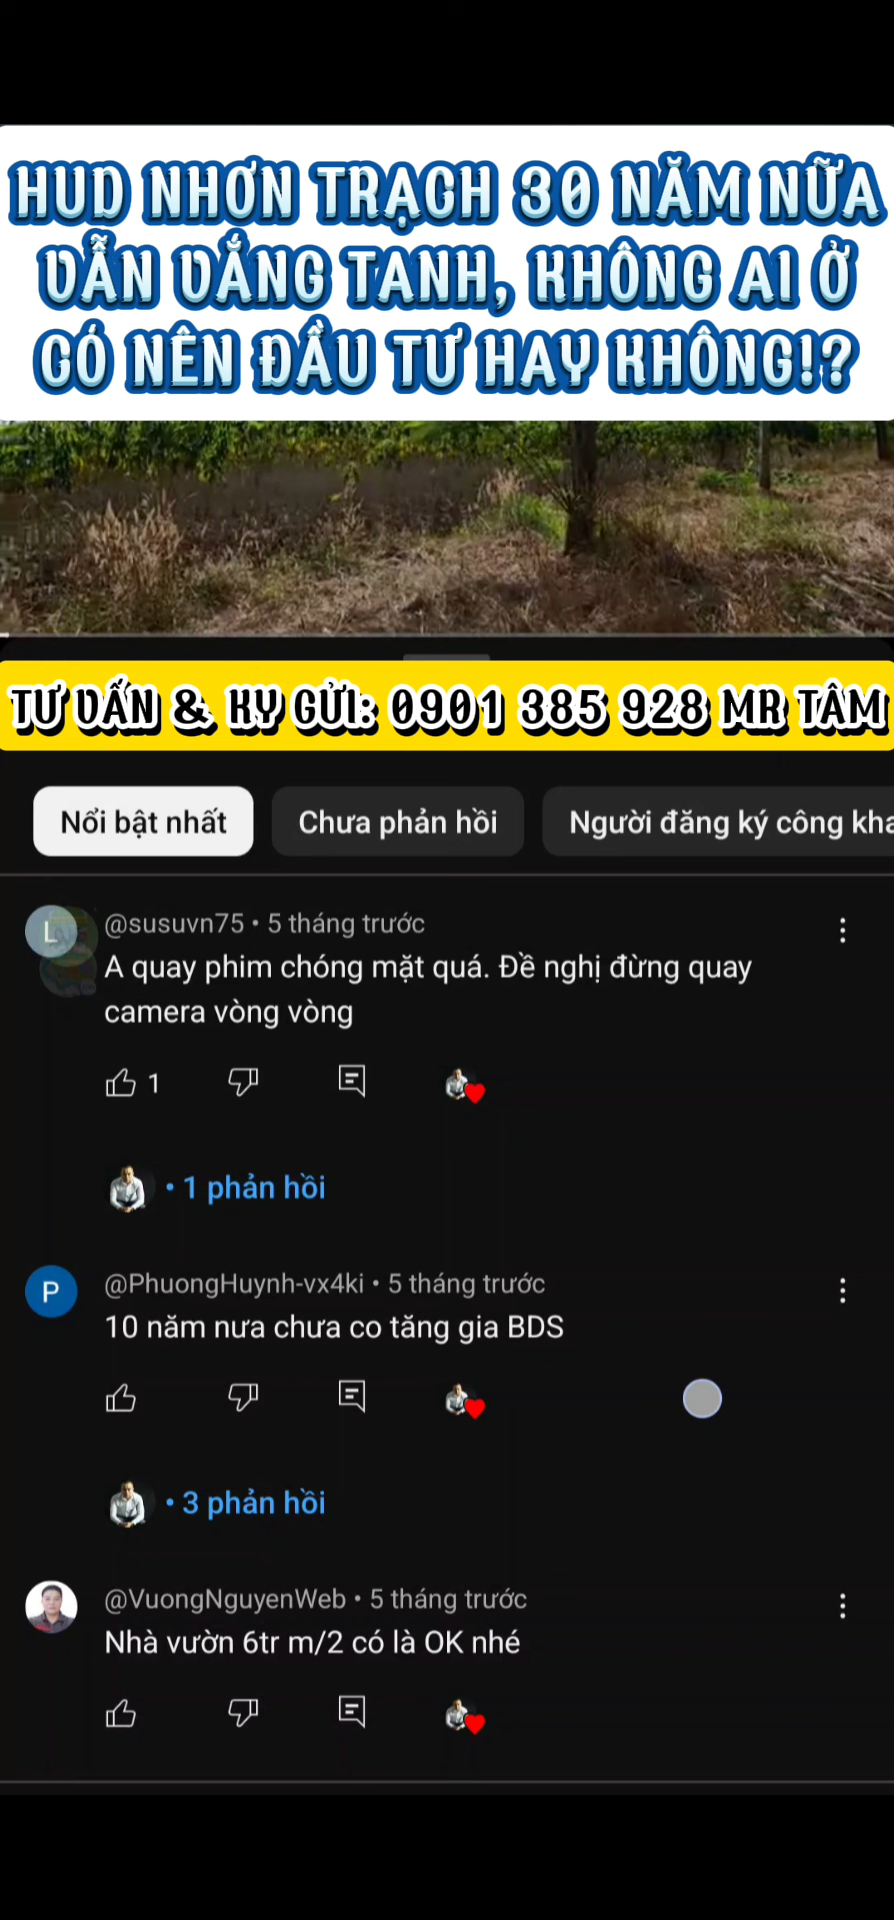 HUD NHƠN TRẠCH 30 NĂM NỮA
VẪN VẮNG TANH, KHÔNG AI Ở
CÓ NÊN ĐẦU TƯ HAY KHÔNG!?
TƯ VẤN & KY GỬI: 0901 385 928 MR TÂM
Nổi bật nhất
Chưa phản hồi
Người đăng ký công kha
L
@susuvn75 • 5 tháng trước
A quay phim chóng mặt quá. Đề nghị đừng quay
camera vòng vòng
1
• 1 phản hồi
P
@PhuongHuynh-vx4ki • 5 tháng trước
10 năm nưa chưa co tăng gia BDS
• 3 phản hồi
@VuongNguyenWeb • 5 tháng trước
Nhà vườn 6tr m/2 có là OK nhé